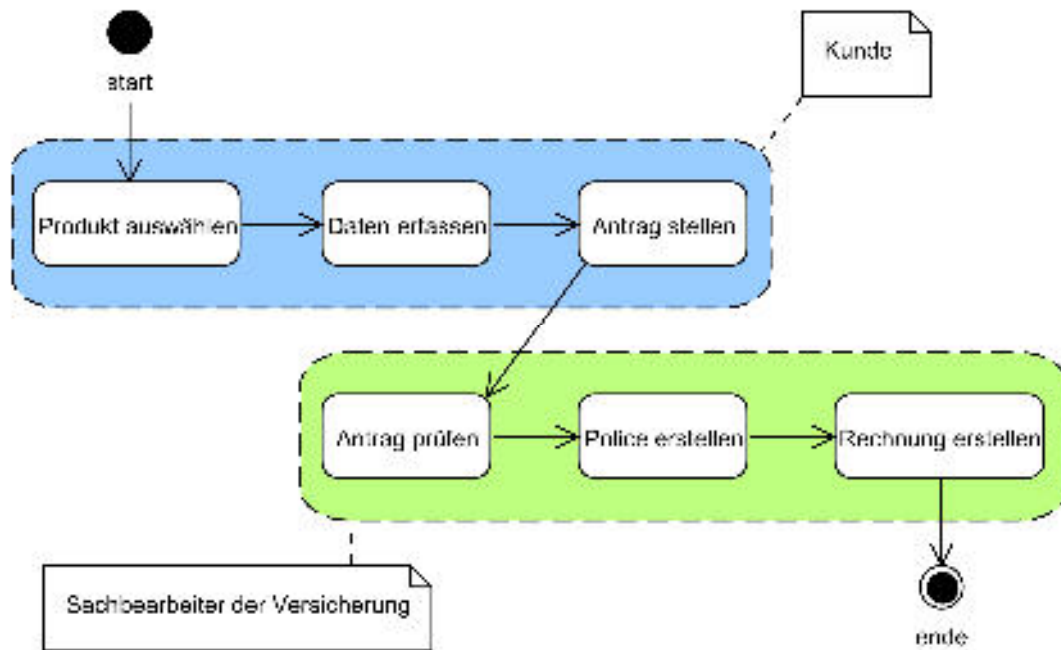 start
Kunde
Produkt auswählen
Daten erfassen
Antrag stellen
Antrag prüfen
Police erstellen
Rechnung erstellen
Sachbearbeiter der Versicherung
ende